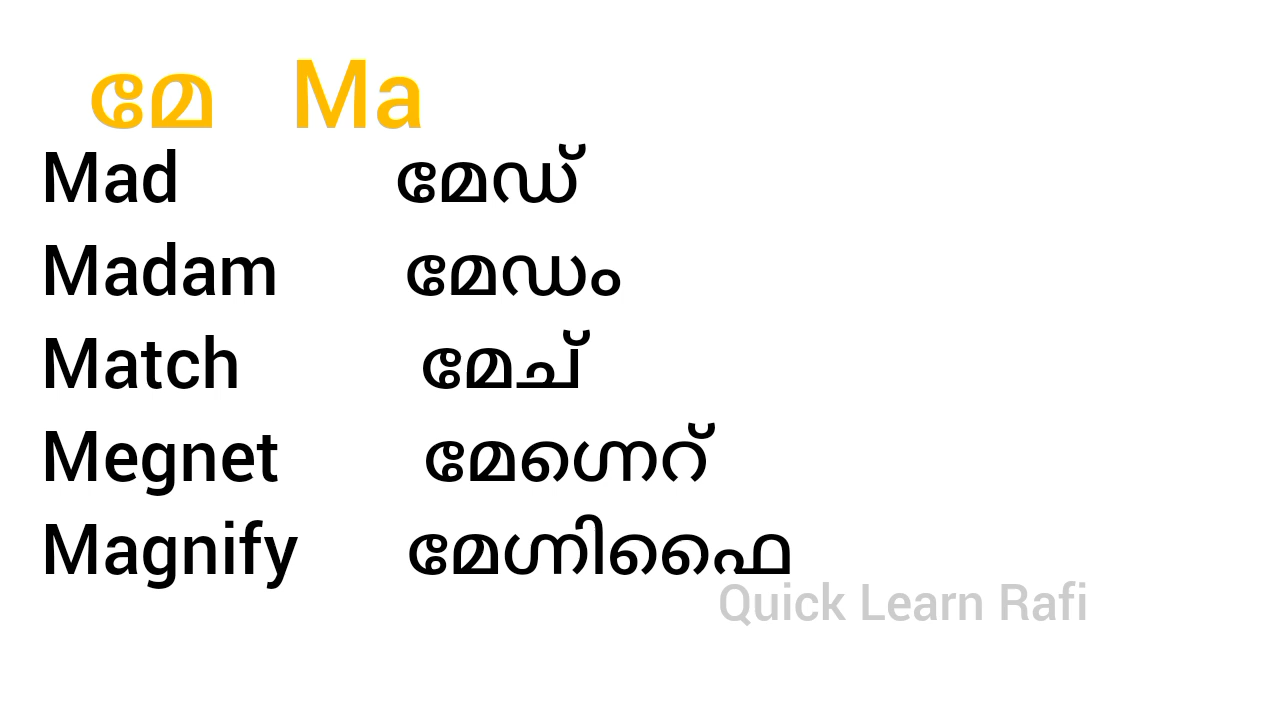 മേ Ma
Mad മേഡ്
Madam മേഡം
Match മേച്
Megnet മേഗ്നെറ്
Magnify മേഗ്നിഫൈ
Quick Learn Rafi